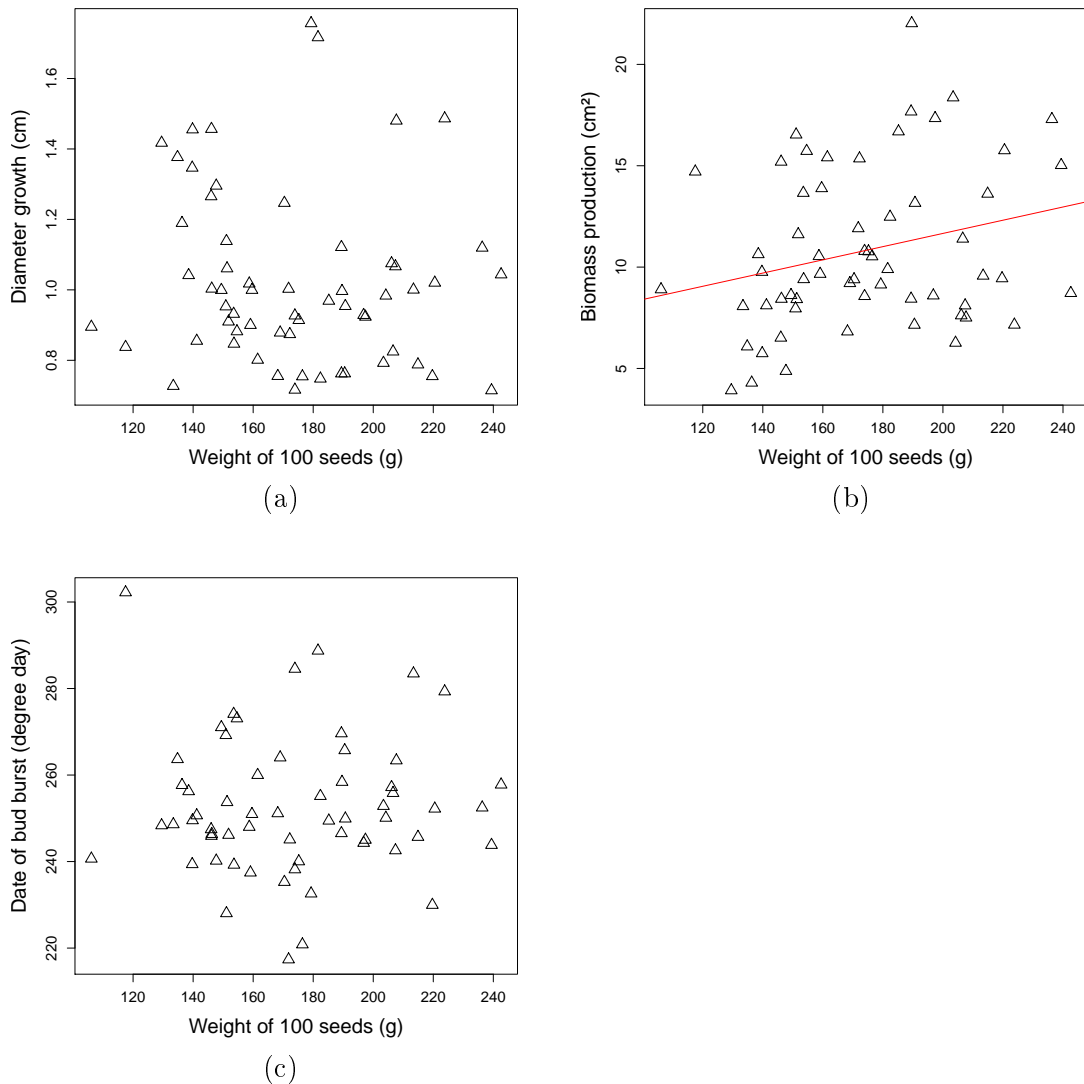 Diameter growth (cm)
0.8 1.0 1.2 1.4 1.6
120 140 160 180 200 220 240
Weight of 100 seeds (g)
(a)
Biomass production (cm²)
5 10 15 20
120 140 160 180 200 220 240
Weight of 100 seeds (g)
(b)
Date of bud burst (degree day)
220 240 260 280 300
120 140 160 180 200 220 240
Weight of 100 seeds (g)
(c)